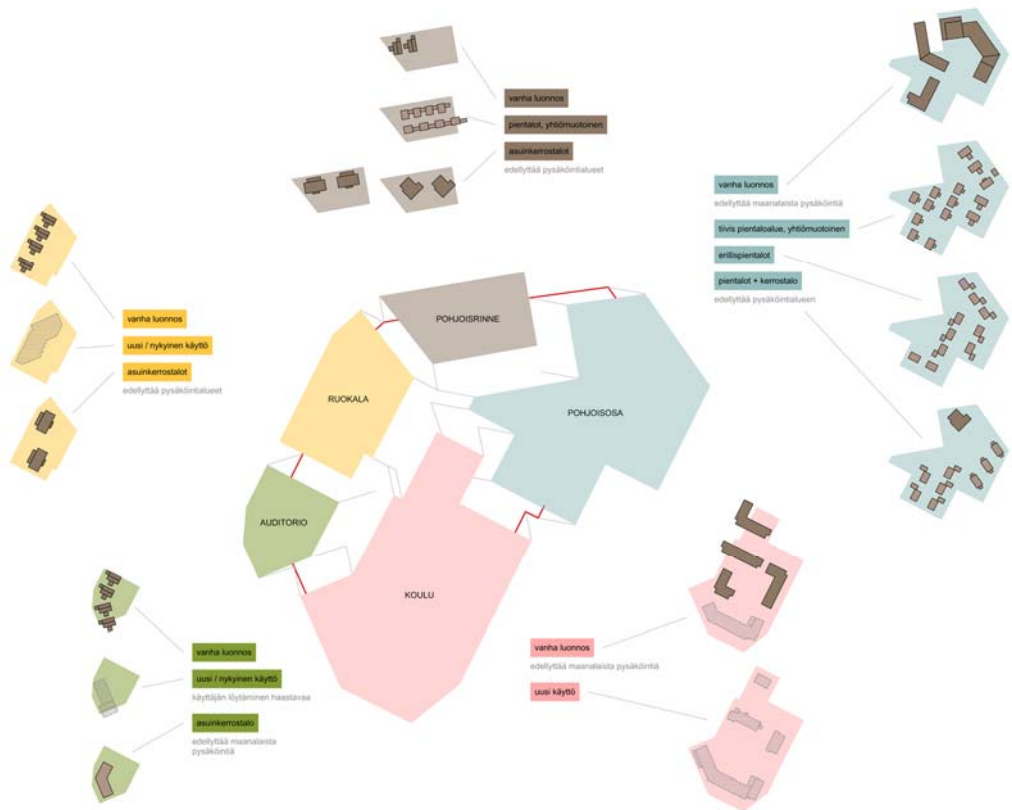 vanha luonnos
pientalot, yhtiömuotoinen
asuinkerrostalot
edellyttää pysäköintialueet
vanha luonnos
edellyttää maanalaista pysäköintiä
tiivis pientaloalue, yhtiömuotoinen
erillispientalot
pientalot + kerrostalo
edellyttää pysäköintialueen
vanha luonnos
uusi / nykyinen käyttö
asuinkerrostalot
edellyttää pysäköintialueet
POHJOISRINNE
RUOKALA
POHJOISOSA
AUDITORIO
KOULU
vanha luonnos
uusi / nykyinen käyttö
käyttäjän löytäminen haastavaa
asuinkerrostalo
edellyttää maanalaista
pysäköintiä
vanha luonnos
edellyttää maanalaista pysäköintiä
uusi käyttö